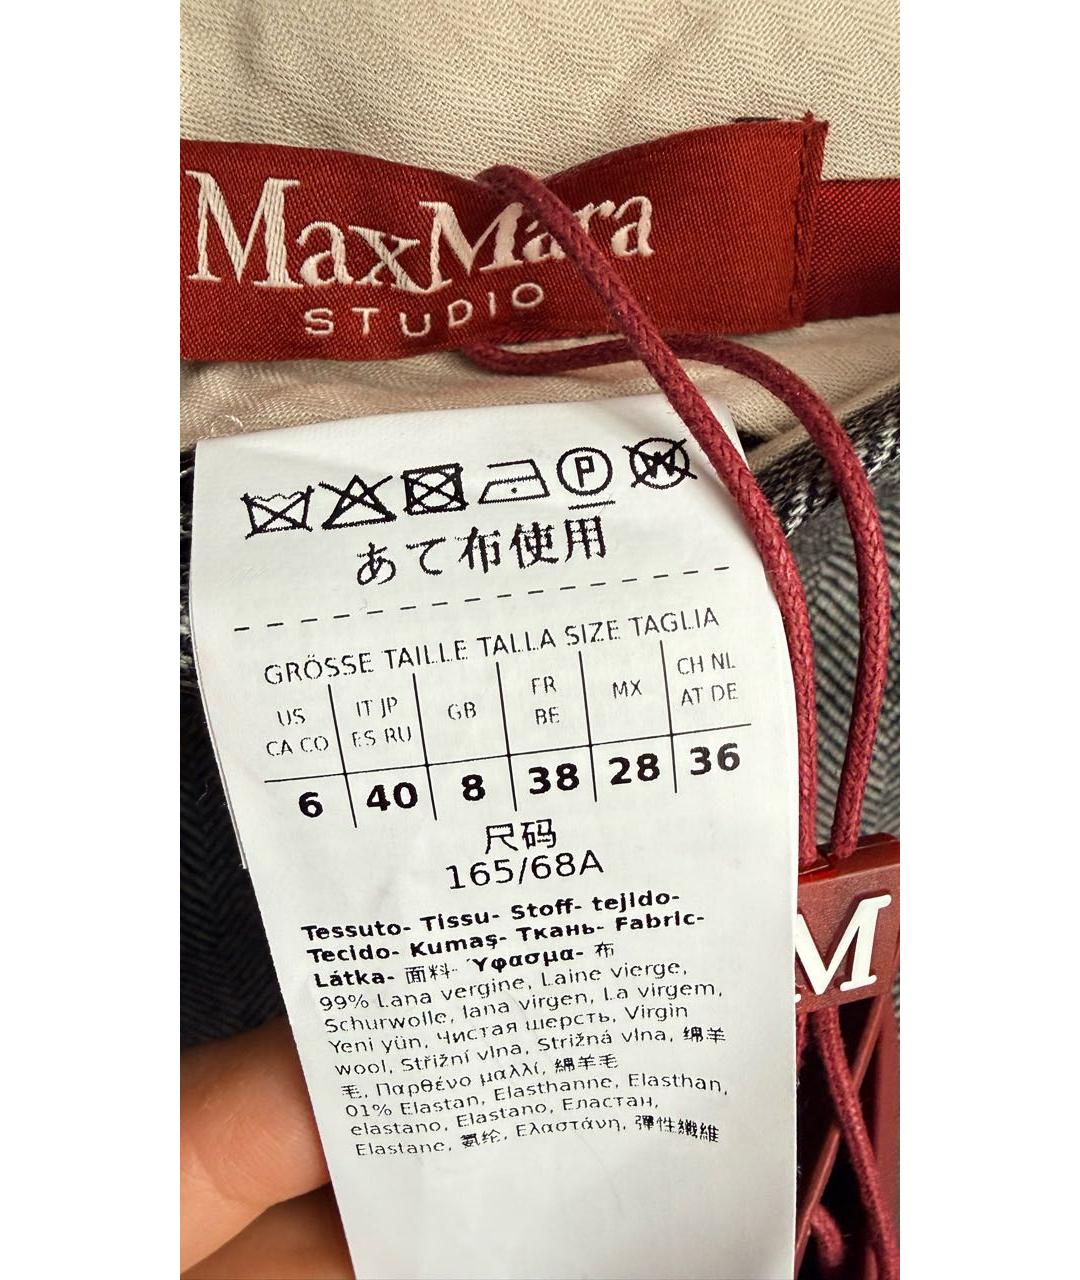 MaxMara
STUDIO
P W
あて布使用
GRÖSSE TAILLE TALLA SIZE TAGLIA
US CA CO IT JP ES RU GB FR BE MX CH NL AT DE
6 40 8 38 28 36
尺码
165/68A
Tessuto- Tissu- Stoff- tejido-
Tecido- Kumaş- Ткань- Fabric-
Látka- 面料- Ύφασμα- 布
99% Lana vergine, Laine vierge,
Schurwolle, lana virgen, La virgem,
Yeni yün, Чистая шерсть, Virgin
wool, Střižní vlna, Strižná vlna, 绵羊
毛, Παρθένο μαλλί, 綿羊毛
01% Elastan, Elasthanne, Elasthan,
elastano, Elastano, Еластан,
Elastane, 氨纶, Ελαστάνη, 彈性纖維
M